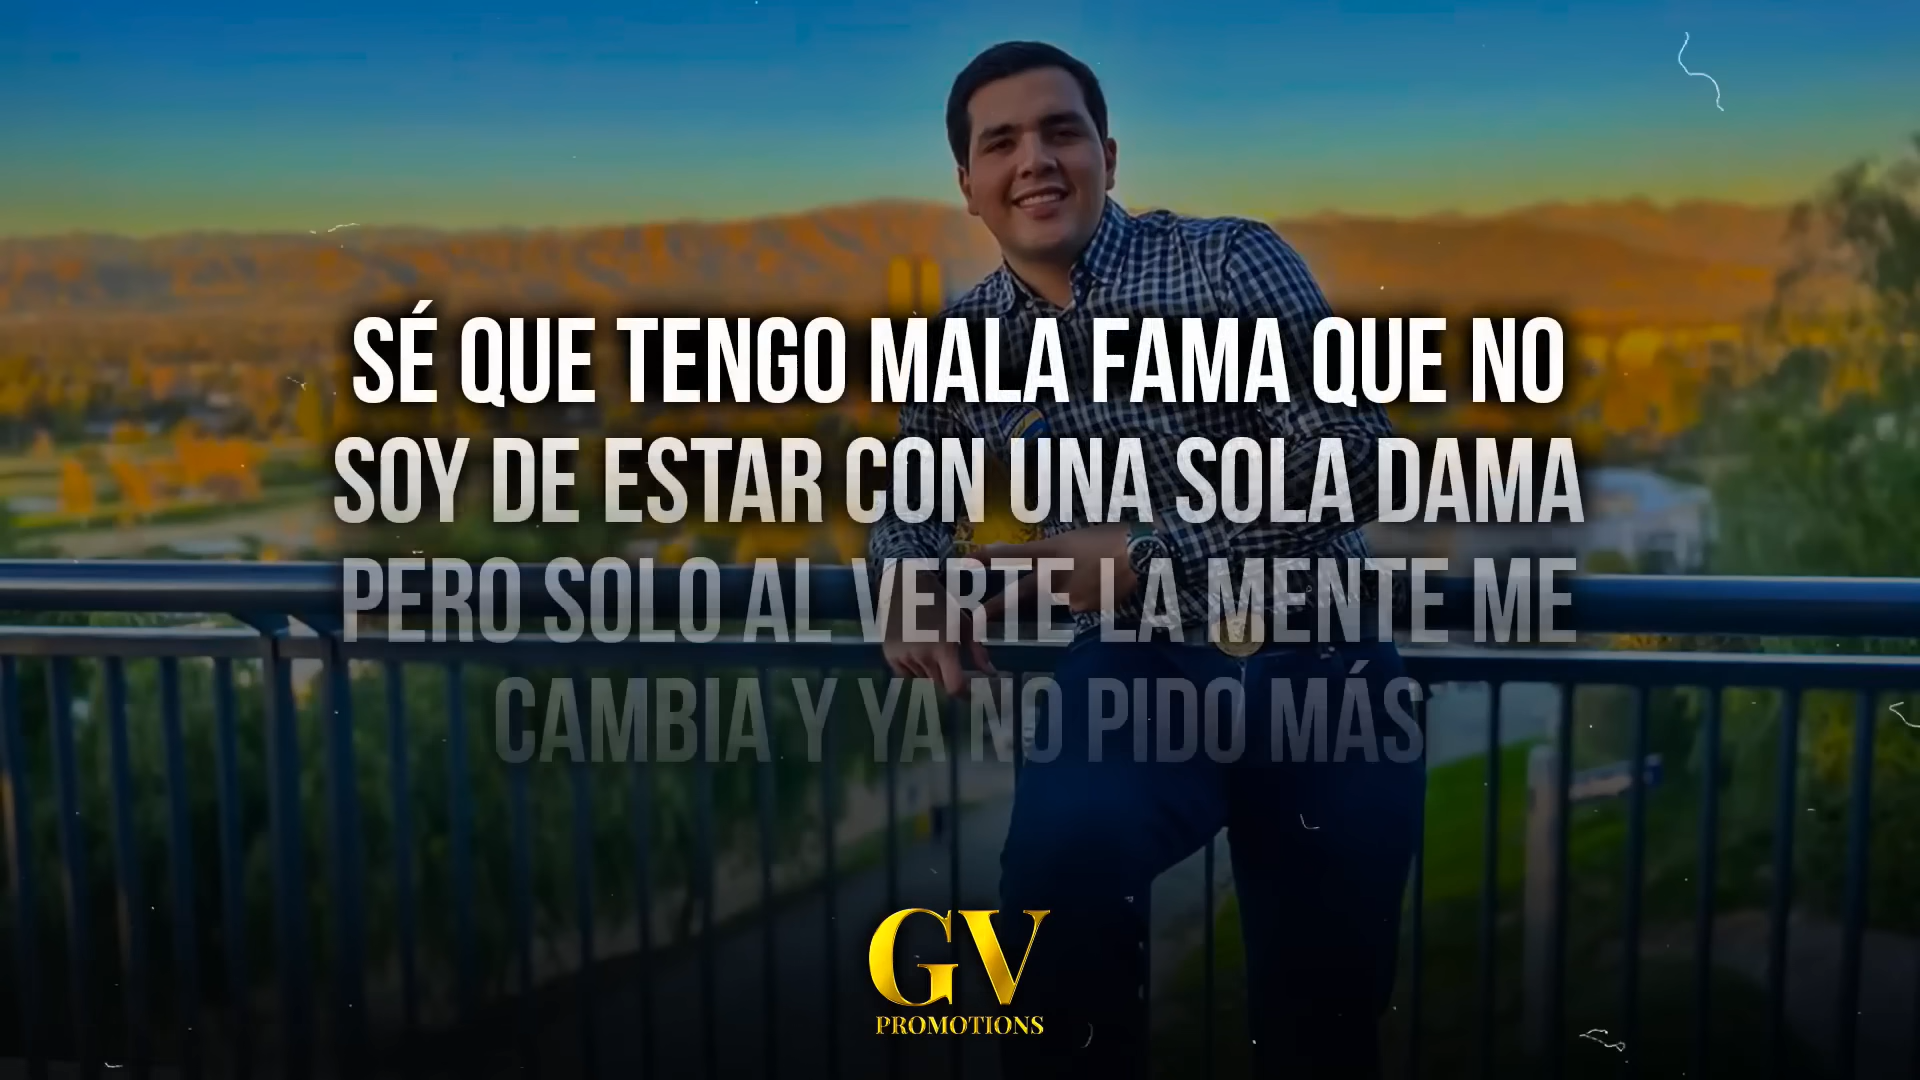 SÉ QUE TENGO MALA FAMA QUE NO
SOY DE ESTAR CON UNA SOLA DAMA
PERO SOLO AL VERTE LA MENTE ME
CAMBIA Y YA NO PIDO MÁS
GV
PROMOTIONS